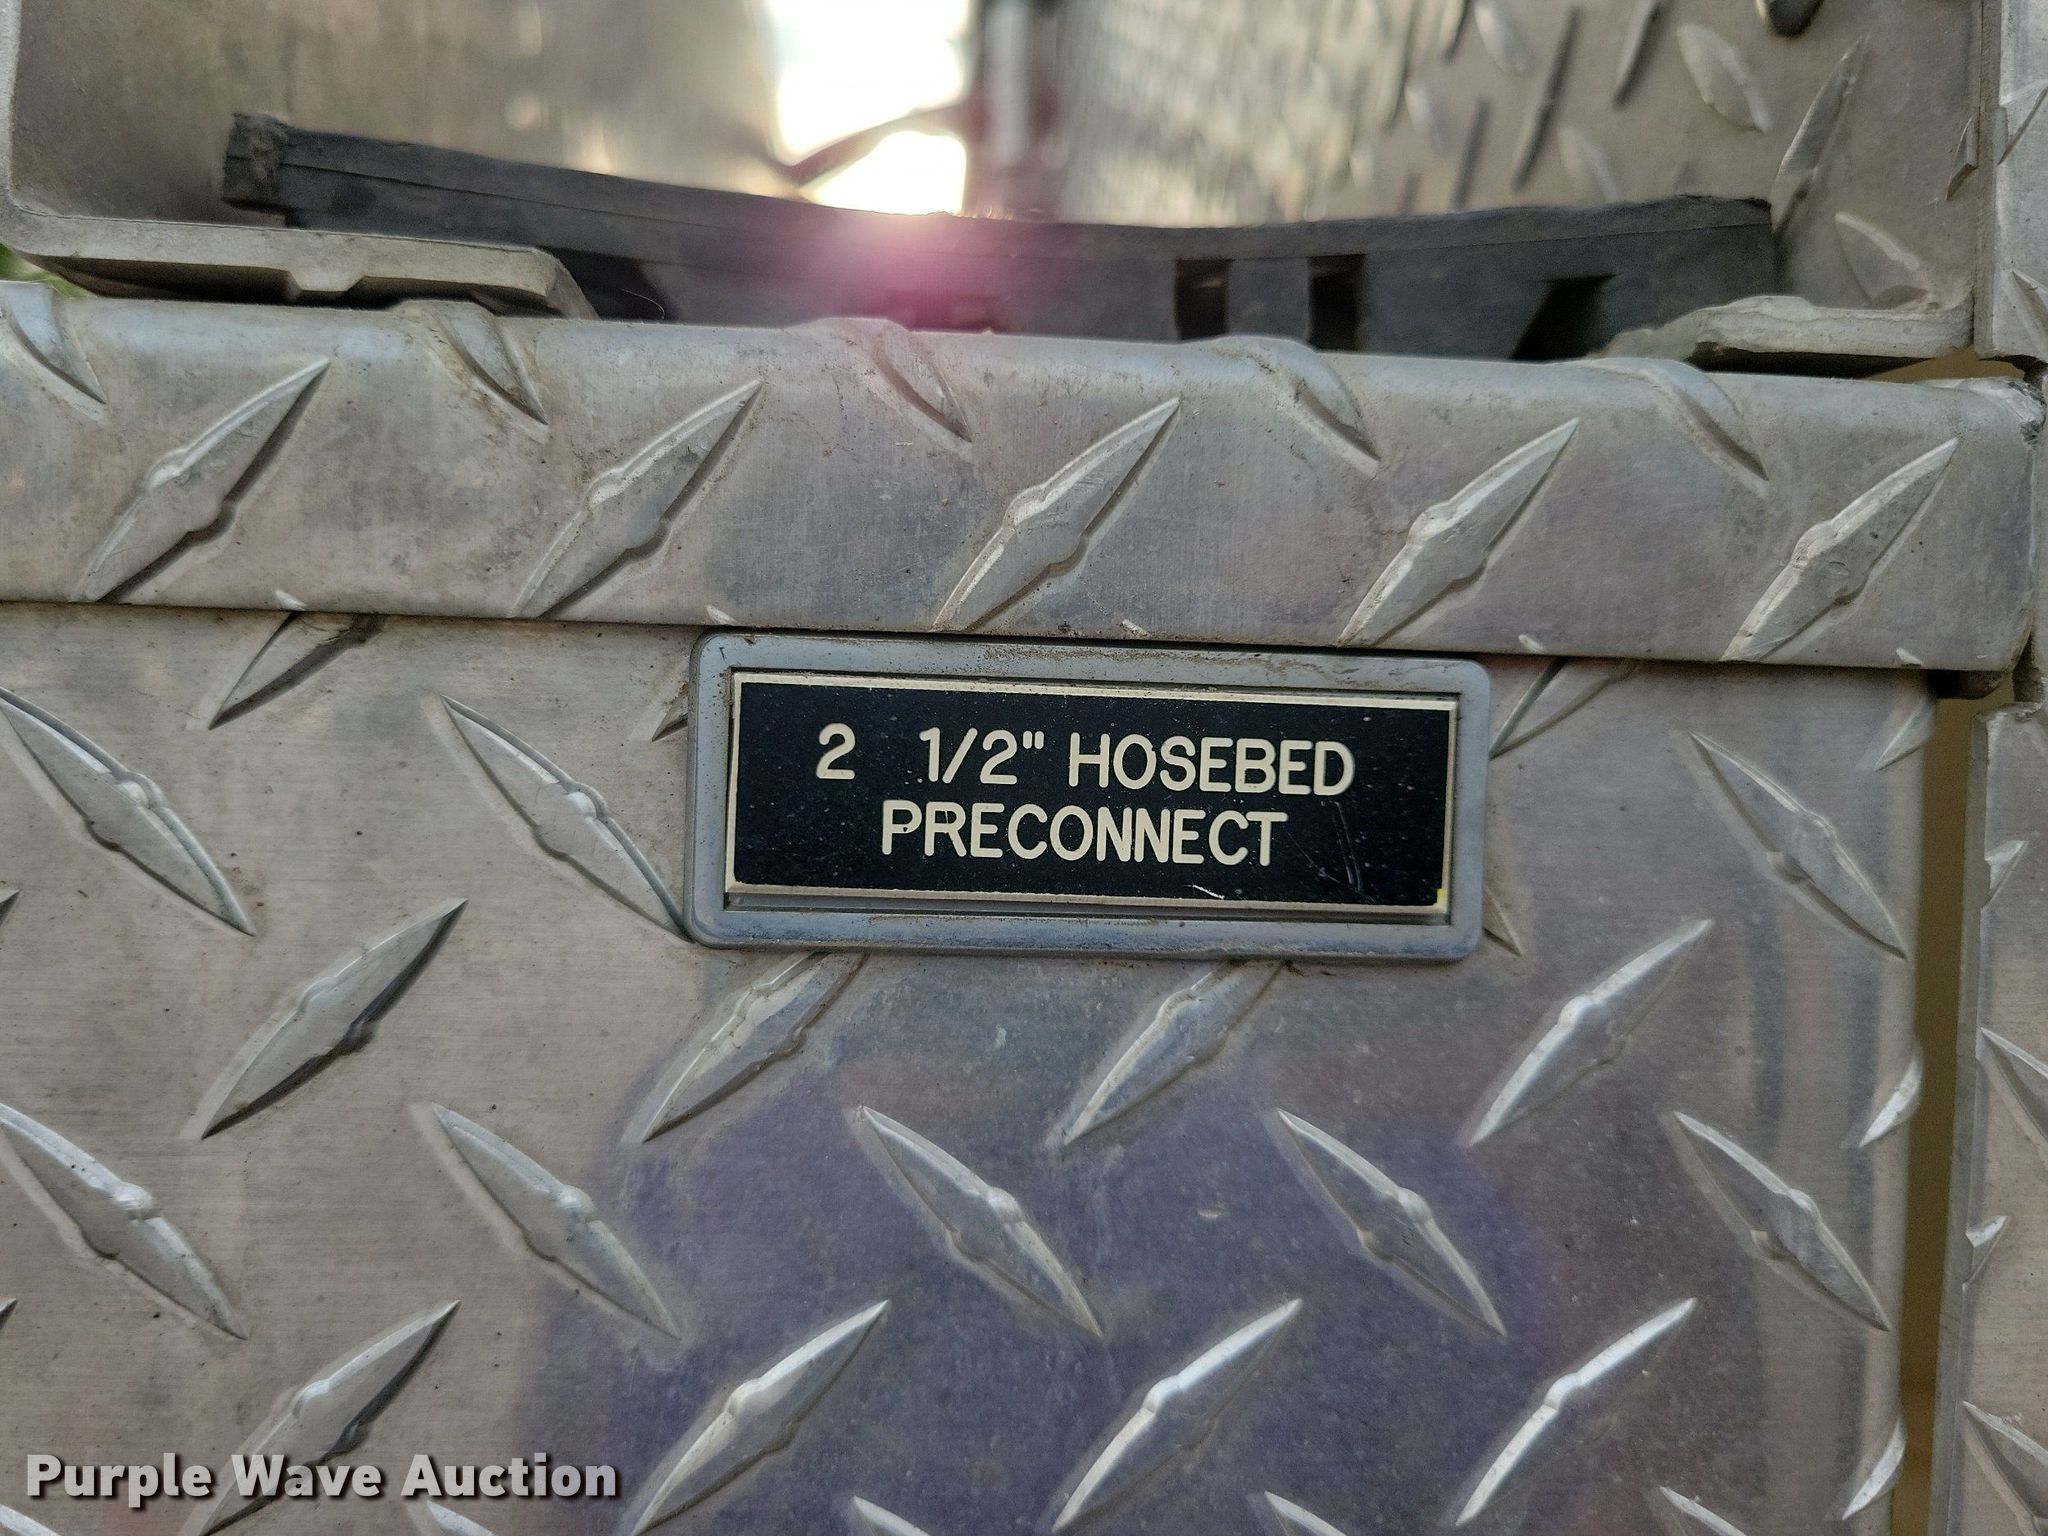 2 1/2" HOSEBED
PRECONNECT
Purple Wave Auction